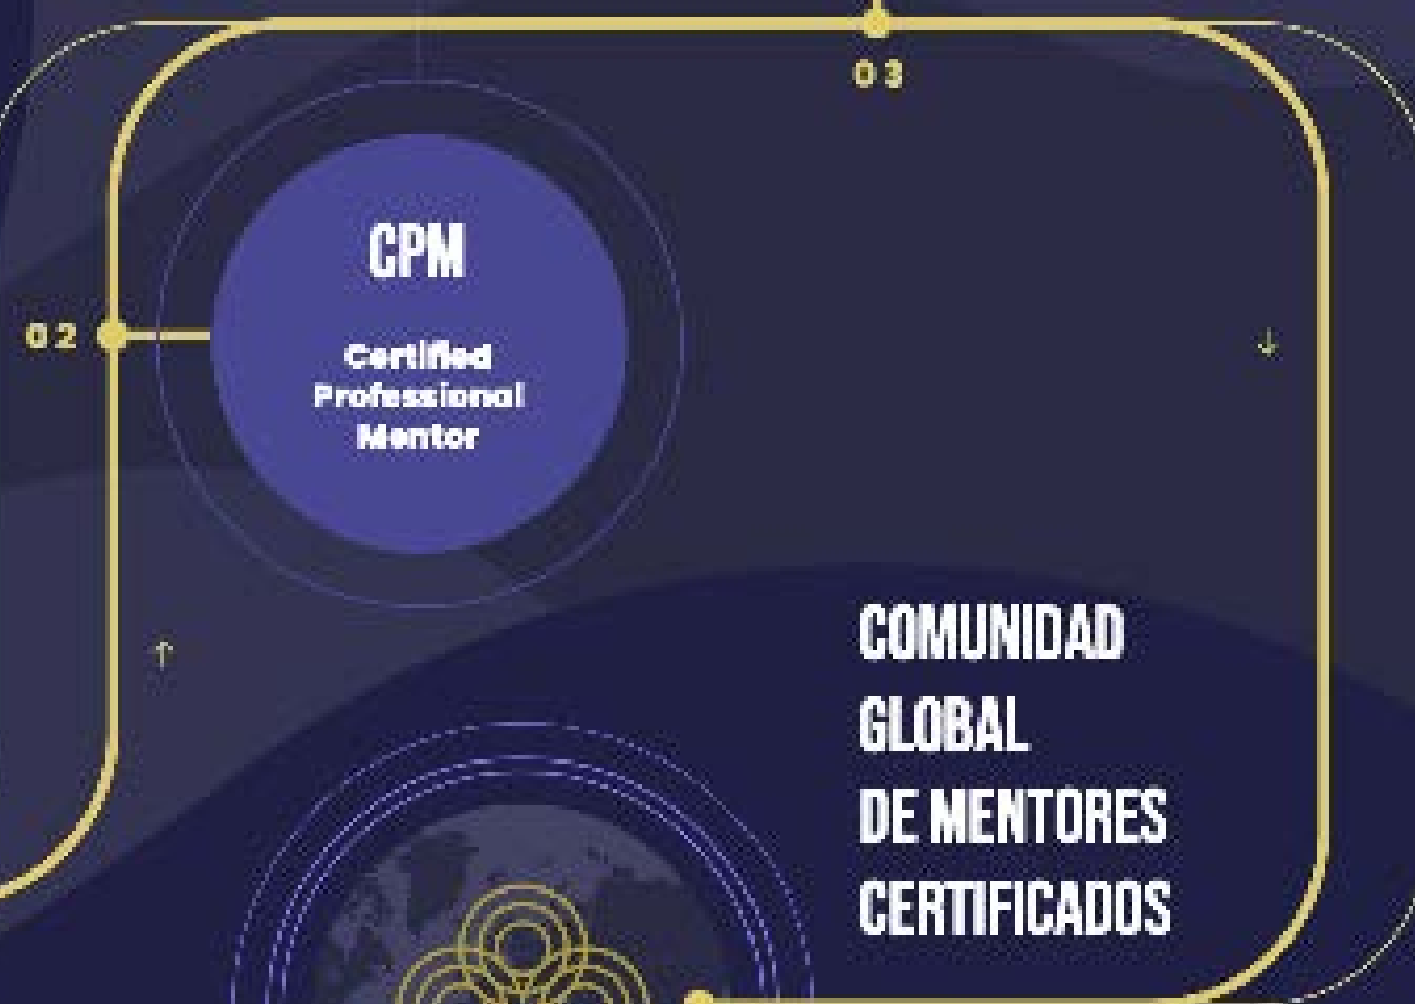 03
CPM
02
Certified
Professional
Mentor
COMUNIDAD
GLOBAL
DE MENTORES
CERTIFICADOS